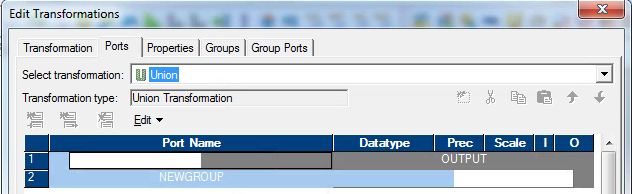 Edit Transformations
Transfomation Ports Properties Groups Group Ports
Select transformation: Union
Transformation type: Union Transformation
Edit
Port Name Datatype Prec Scale I O
1 OUTPUT
2 NEWGROUP